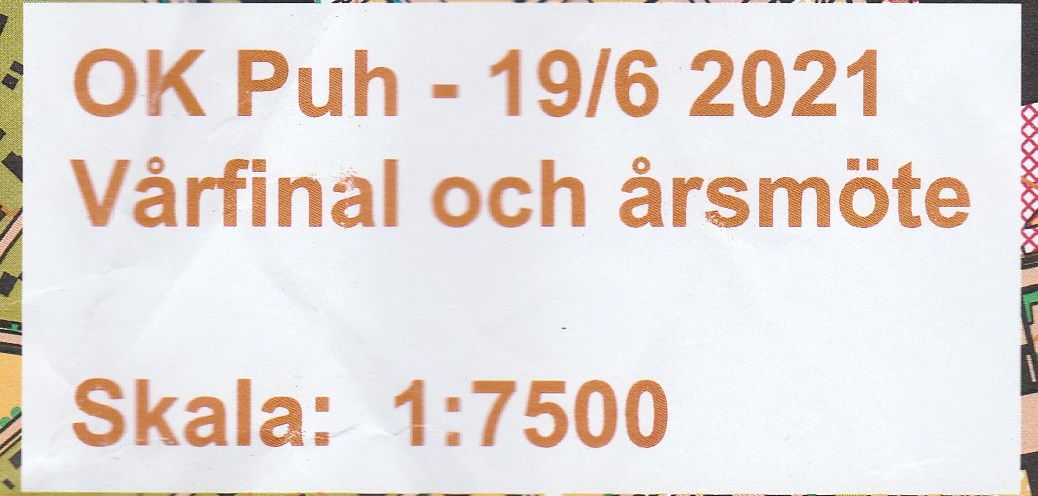 OK Puh - 19/6 2021
Vårfinal och årsmöte
Skala: 1:7500